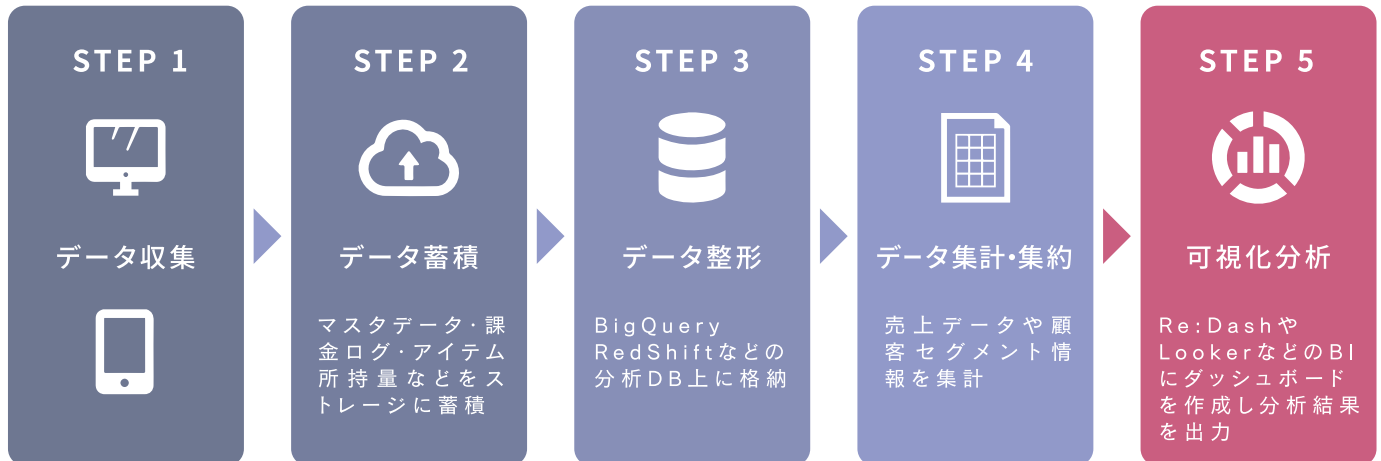 STEP 1
データ収集
STEP 2
データ蓄積
マスタデータ・課
金ログ・アイテム
所持量などをス
トレージに蓄積
STEP 3
データ整形
BigQuery
RedShiftなどの
分析DB上に格納
STEP 4
データ集計・集約
売上データや顧
客セグメント情
報を集計
STEP 5
可視化分析
Re:Dashや
LookerなどのBI
にダッシュボード
を作成し分析結果
を出力